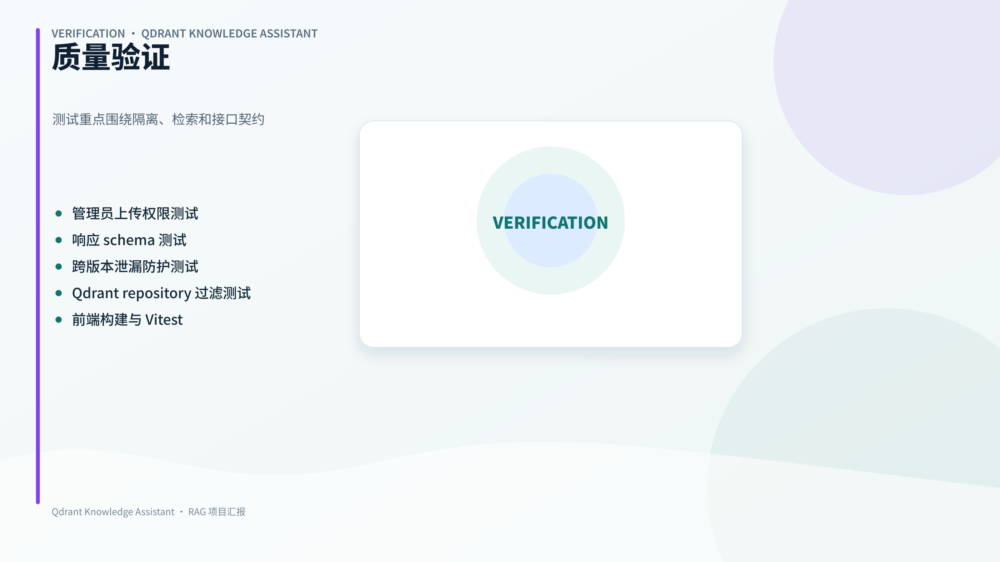 VERIFICATION · QDRANT KNOWLEDGE ASSISTANT
质量验证
测试重点围绕隔离、检索和接口契约
管理员上传权限测试
响应 schema 测试
跨版本泄漏防护测试
Qdrant repository 过滤测试
前端构建与 Vitest
VERIFICATION
Qdrant Knowledge Assistant · RAG 项目汇报